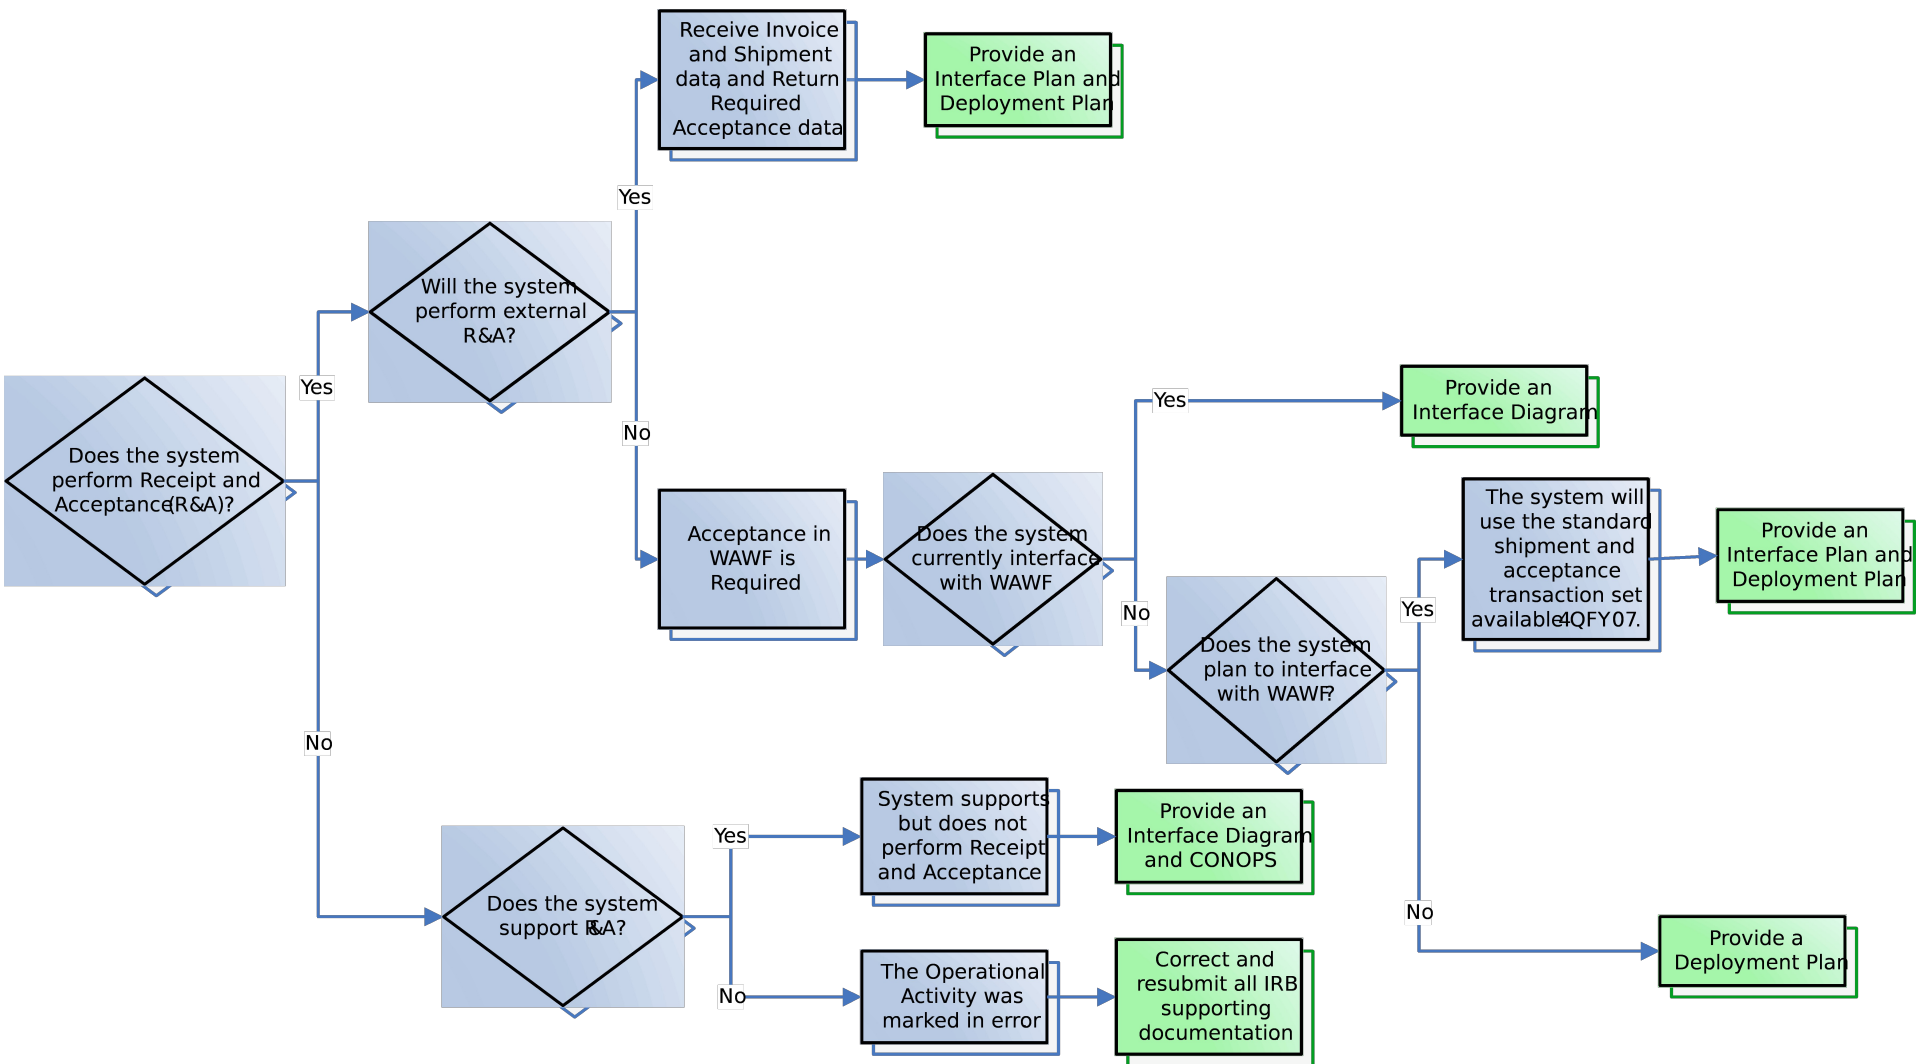 Receive Invoice
and Shipment
data, and Return
Required
Acceptance data
Provide an
Interface Plan and
Deployment Plan
Yes
Will the system
perform external
R&A?
Yes
No
Does the system
perform Receipt and
Acceptance(R&A)?
Yes
Provide an
Interface Diagram
Acceptance in
WAWF is
Required
Does the system
currently interface
with WAWF
No
Does the system
plan to interface
with WAWF?
Yes
The system will
use the standard
shipment and
acceptance
transaction set
available4QFY07.
Provide an
Interface Plan and
Deployment Plan
No
Does the system
support R&A?
Yes
System supports
but does not
perform Receipt
and Acceptance
Provide an
Interface Diagram
and CONOPS
No
The Operational
Activity was
marked in error
Correct and
resubmit all IRB
supporting
documentation
No
Provide a
Deployment Plan